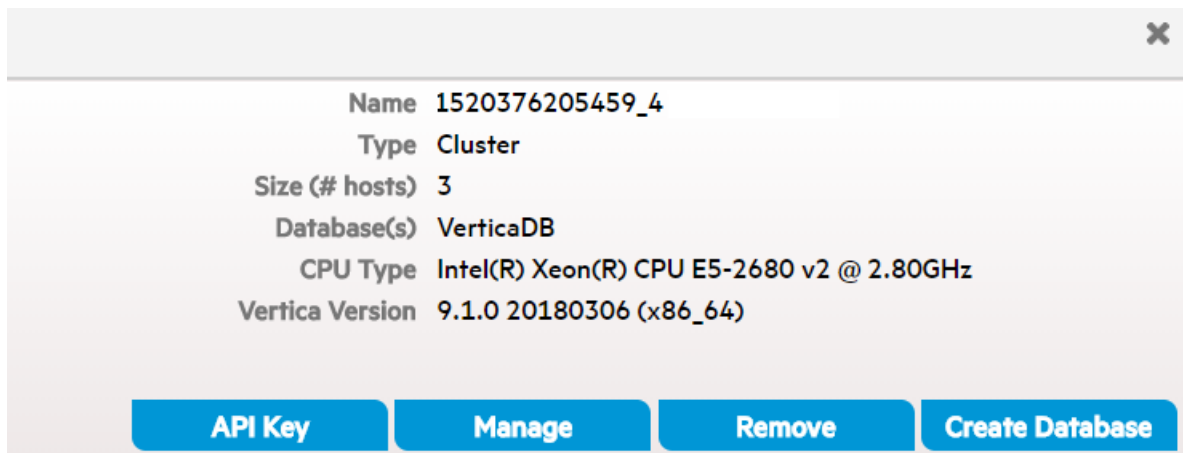 Name 1520376205459_4
Type Cluster
Size (# hosts) 3
Database(s) VerticaDB
CPU Type Intel(R) Xeon(R) CPU E5-2680 v2 @ 2.80GHz
Vertica Version 9.1.0 20180306 (x86_64)
API Key Manage Remove Create Database